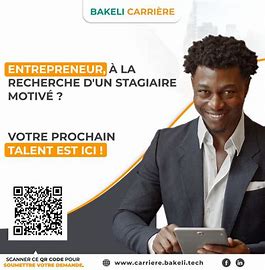 BAKELI CARRIÈRE
ENTREPRENEUR, À LA
RECHERCHE D'UN STAGIAIRE
MOTIVÉ ?
VOTRE PROCHAIN
TALENT EST ICI !
SCANNER CE QR CODE POUR
SOUMETTRE VOTRE DEMANDE.
www.carriere.bakeli.tech